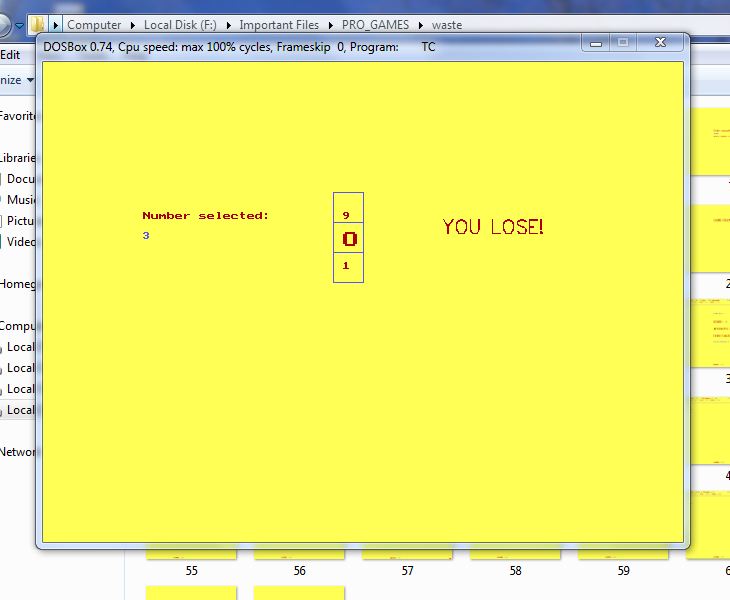 Computer Local Disk (F:) Important Files PRO_GAMES waste
DOSBox 0.74, Cpu speed: max 100% cycles, Frameskip 0, Program: TC
Edit
nize
Favorite
Librarie
Docu
Music
Pictu
Video
Homeg
Compu
Local
Local
Local
Local
Networ
Number selected:
3
9
0
1
YOU LOSE!
2
3
4
55
56
57
58
59
6